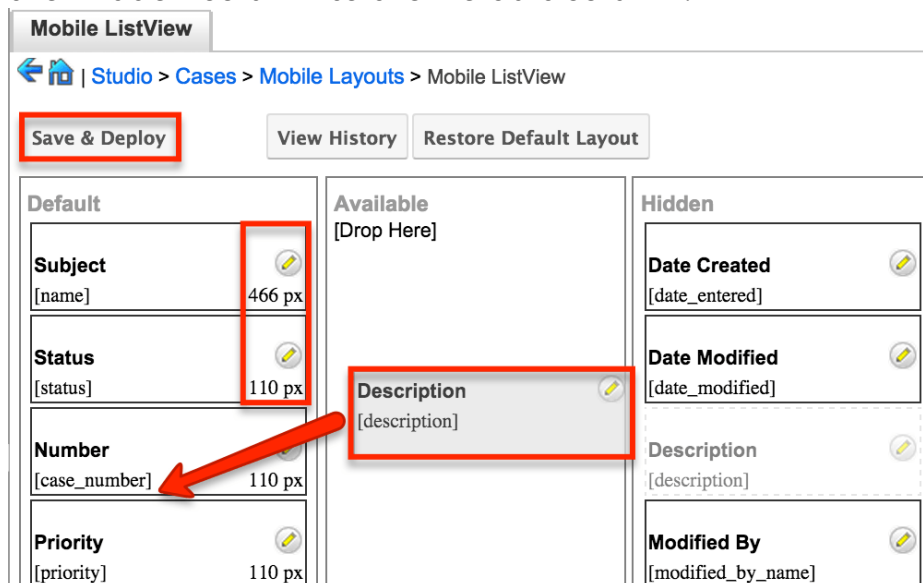 Mobile ListView
| Studio > Cases > Mobile Layouts > Mobile ListView
Save & Deploy
View History
Restore Default Layout
Default
Subject
[name]
466 px
Status
[status]
110 px
Number
[case_number]
110 px
Priority
[priority]
110 px
Available
[Drop Here]
Description
[description]
Hidden
Date Created
[date_entered]
Date Modified
[date_modified]
Description
[description]
Modified By
[modified_by_name]